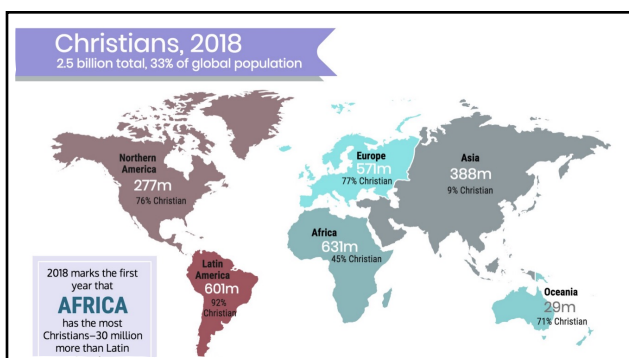 Christians, 2018
2.5 billion total, 33% of global population
Northern
America
277m
76% Christian
Europe
571m
77% Christian
Asia
388m
9% Christian
Africa
631m
45% Christian
Latin
America
601m
92%
Christian
Oceania
29m
71% Christian
2018 marks the first
year that
AFRICA
has the most
Christians–30 million
more than Latin